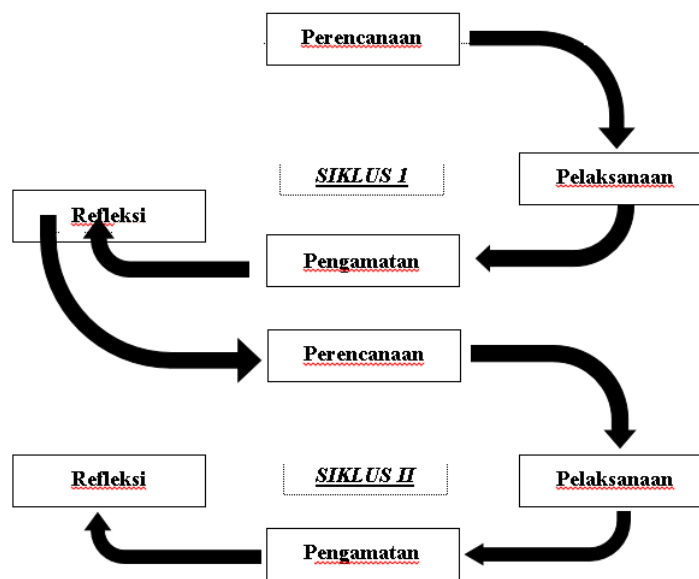 Perencanaan
SIKLUS 1
Pelaksanaan
Refleksi
Pengamatan
Perencanaan
Refleksi
SIKLUS II
Pelaksanaan
Pengamatan